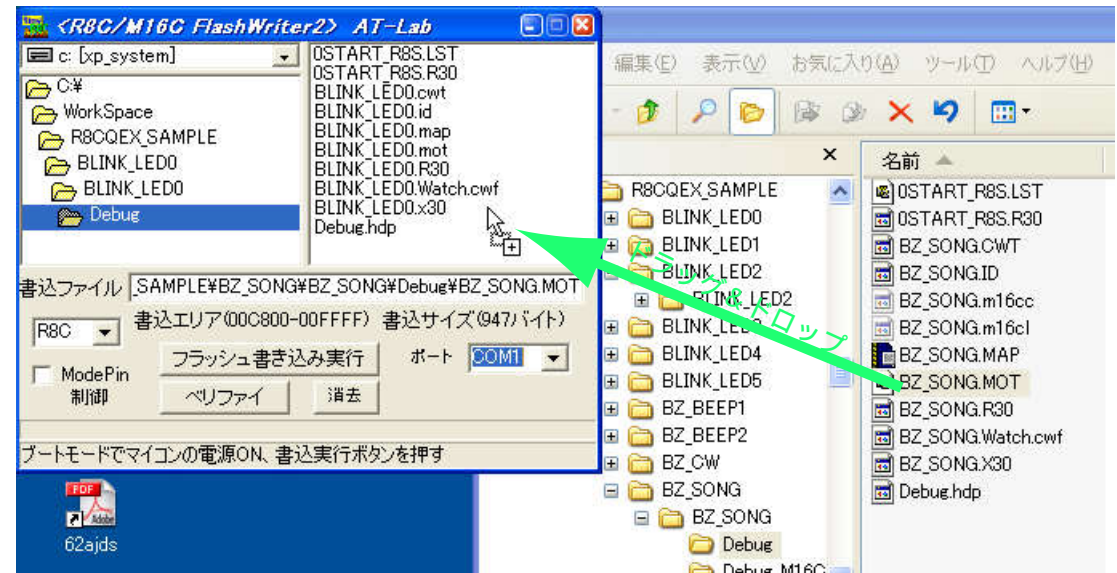 <R8C/M16C FlashWriter2> AT-Lab
c: [xp_system]
C:¥
WorkSpace
R8CQEX_SAMPLE
BLINK_LED0
BLINK_LED0
Debug
0START_R8S.LST
0START_R8S.R30
BLINK_LED0.cwt
BLINK_LED0.id
BLINK_LED0.map
BLINK_LED0.mot
BLINK_LED0.R30
BLINK_LED0.Watch.cwf
BLINK_LED0.x30
Debug.hdp
書込ファイル _SAMPLE¥BZ_SONG¥BZ_SONG¥Debug¥BZ_SONG.MOT
R8C
書込エリア(00C800-00FFFF) 書込サイズ(947バイト)
フラッシュ書き込み実行
ポート COM1
ModePin
制御
ベリファイ
消去
ブートモードでマイコンの電源ON、書込実行ボタンを押す
PDF
Adobe
62ajds
編集(E) 表示(V) お気に入り(A) ツール(T) ヘルプ(H)
R8CQEX_SAMPLE
BLINK_LED0
BLINK_LED1
BLINK_LED2
BLINK_LED2
BLINK_LED3
BLINK_LED4
BLINK_LED5
BZ_BEEP1
BZ_BEEP2
BZ_CW
BZ_SONG
BZ_SONG
Debug
Debug_M16C
ドラッグ&ドロップ
名前
0START_R8S.LST
0START_R8S.R30
BZ_SONG.CWT
BZ_SONG.ID
BZ_SONG.m16cc
BZ_SONG.m16cl
BZ_SONG.MAP
BZ_SONG.MOT
BZ_SONG.R30
BZ_SONG.Watch.cwf
BZ_SONG.X30
Debug.hdp